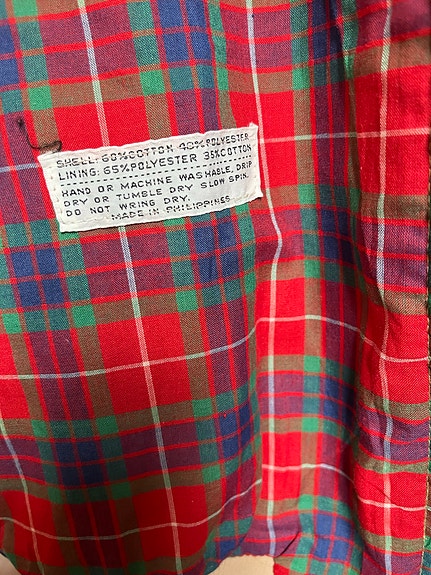 SHELL: 60%COTTON 40%POLYESTER
LINING: 65%POLYESTER 35%COTTON
HAND OR MACHINE WASHABLE, DRIP
DRY OR TUMBLE DRY SLOW SPIN.
DO NOT WRING DRY.
MADE IN PHILIPPINES